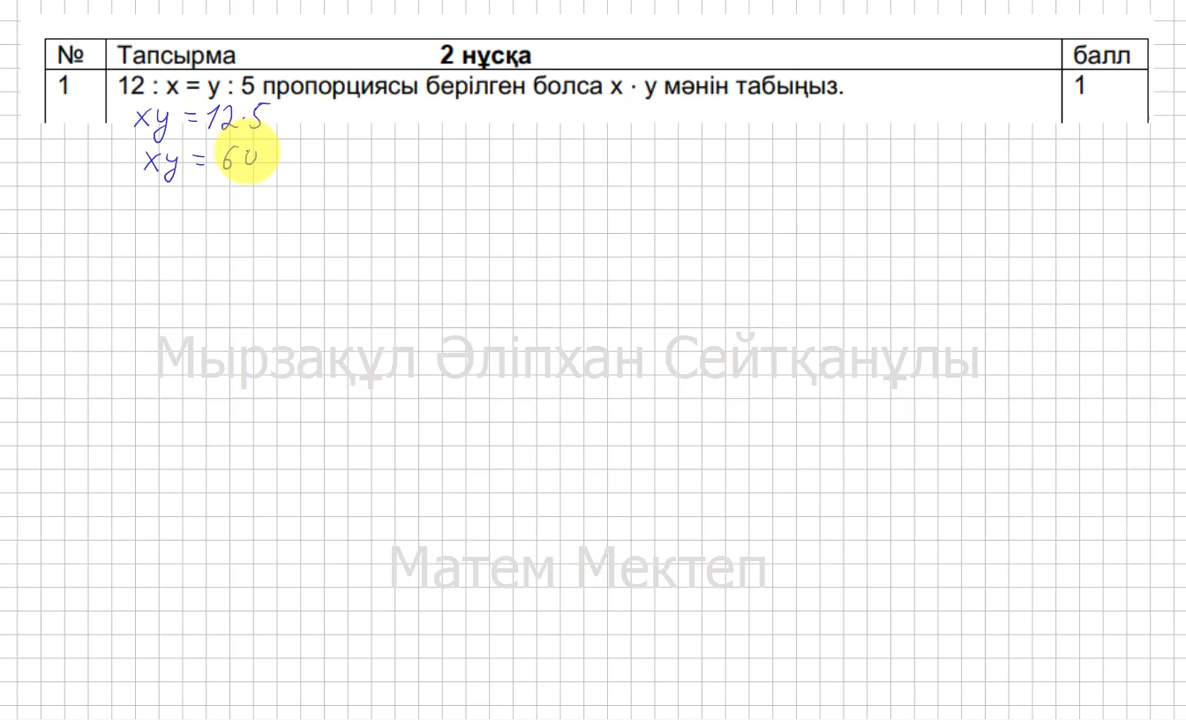 № Тапсырма 2 нұсқа балл
1 12 : x = y : 5 пропорциясы берілген болса x · y мәнін табыңыз. 1
xy = 12·5
xy = 60
Мырзақұл Әліпхан Сейтқанұлы
Матем Мектеп